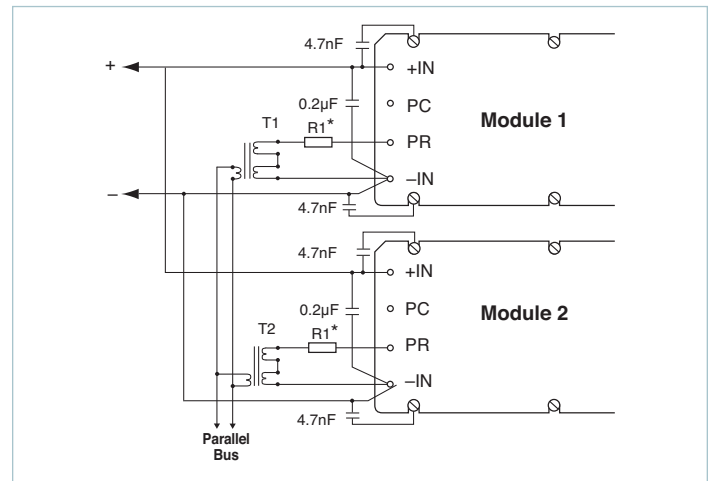 4.7nF
+
+IN
0.2µF
PC
Module 1
T1
R1*
PR
–
–IN
4.7nF
4.7nF
+IN
0.2µF
PC
Module 2
T2
R1*
PR
–IN
4.7nF
Parallel
Bus